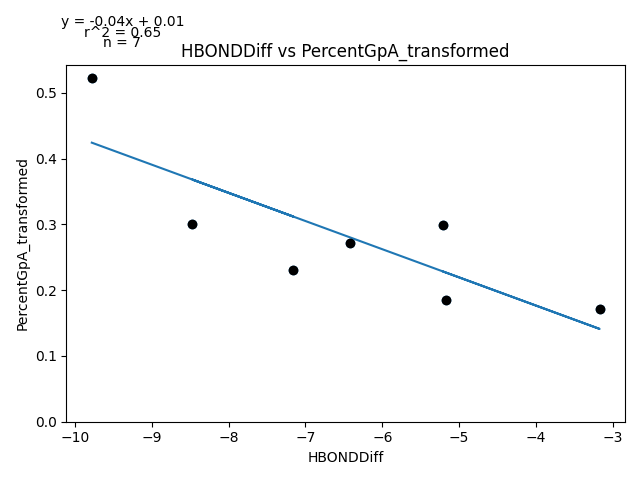 y = -0.04x + 0.01
r^2 = 0.65
n = 7
HBONDDiff vs PercentGpA_transformed
PercentGpA_transformed
0.5
0.4
0.3
0.2
0.1
0.0
−10
−9
−8
−7
−6
−5
−4
−3
HBONDDiff